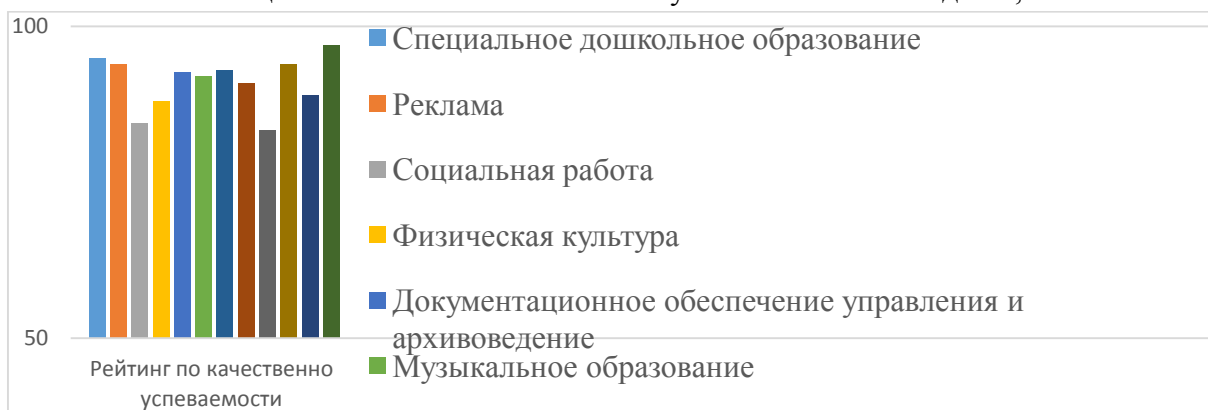 100
Специальное дошкольное образование
Реклама
Социальная работа
Физическая культура
Документационное обеспечение управления и
архивоведение
Музыкальное образование
50
Рейтинг по качественно
успеваемости